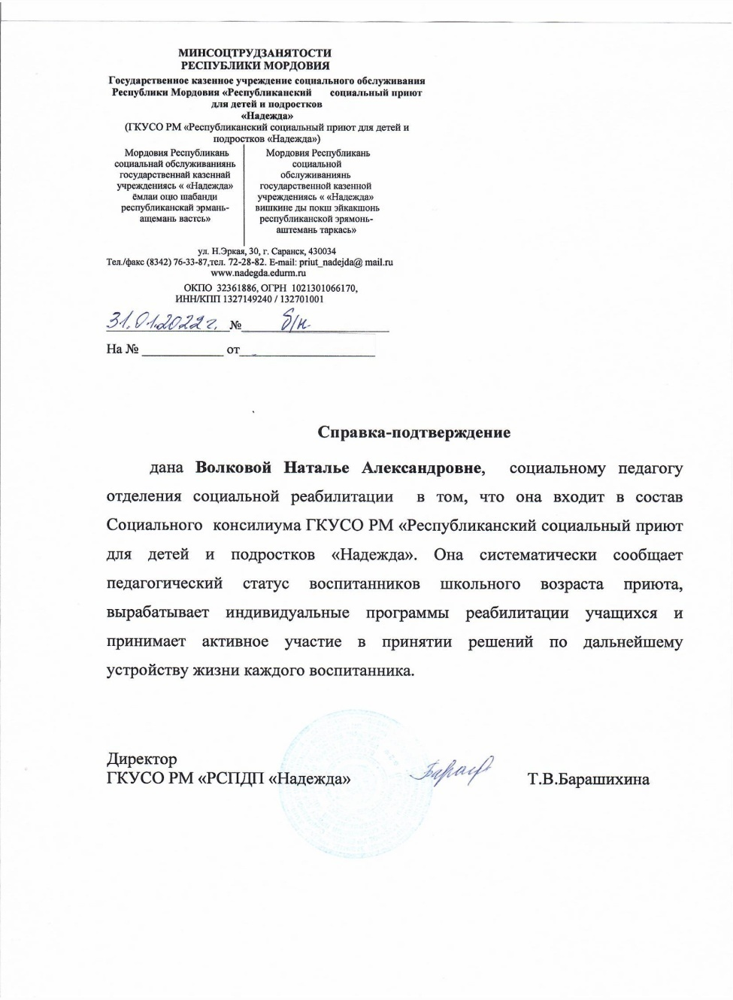 МИНСОЦТРУДЗАНЯТОСТИ
РЕСПУБЛИКИ МОРДОВИЯ
Государственное казенное учреждение социального обслуживания
Республики Мордовия «Республиканский социальный приют
для детей и подростков
«Надежда»
(ГКУСО РМ «Республиканский социальный приют для детей и
подростков «Надежда»)
Мордовия Республикань
социальнай обслуживаниянь
государственнай казеннай
учреждениясь « «Надежда»
ёмлаи оцю шабанди
республиканскай эрмань-
ащемань вастсь»
Мордовия Республикань
социальной
обслуживаниянь
государственной казенной
учреждениясь « «Надежда»
вишкине ды покш эйкакшонь
республиканской эрямонь-
аштемань таркась»
ул. Н.Эркая, 30, г. Саранск, 430034
Тел./факс (8342) 76-33-87,тел. 72-28-82. E-mail: priut_nadejda@ mail.ru
www.nadegda.edurm.ru
ОКПО 32361886, ОГРН 1021301066170,
ИНН/КПП 1327149240 / 132701001
31.01.2022 г. № б/н
На № ____________ от____________________
Справка-подтверждение
дана Волковой Наталье Александровне, социальному педагогу
отделения социальной реабилитации в том, что она входит в состав
Социального консилиума ГКУСО РМ «Республиканский социальный приют
для детей и подростков «Надежда». Она систематически сообщает
педагогический статус воспитанников школьного возраста приюта,
вырабатывает индивидуальные программы реабилитации учащихся и
принимает активное участие в принятии решений по дальнейшему
устройству жизни каждого воспитанника.
Директор
ГКУСО РМ «РСПДП «Надежда» Т.В.Барашихина